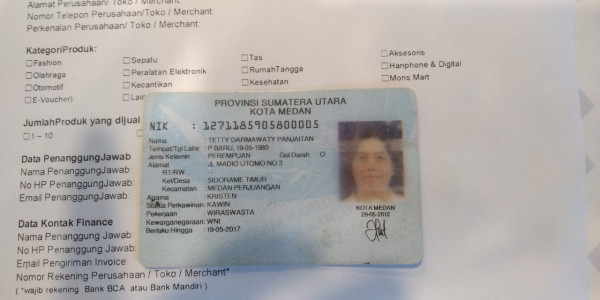 Alamat Perusahaan/ Toko / Merchant:
Nomor Telepon Perusahaan/Toko / Merchant:
Perkenalan Perusahaan/ Toko / Merchant:
KategoriProduk:
□Fashion □Sepatu □Tas □Aksesoris
□Olahraga □Peralatan Elektronik □RumahTangga □Hanphone & Digital
□Otomotif □Kecantikan □Kesehatan □Mons Mart
□E-Voucher) □Lain
JumlahProduk yang dijual
□1 – 10
Data PenanggungJawab:
Nama PenanggungJawab:
No HP PenanggungJawab:
Email PenanggungJawab:
Data Kontak Finance
Nama Penanggung Jawab:
No HP Penanggung Jawab:
Email Pengiriman Invoice
Nomor Rekening Perusahaan / Toko / Merchant*
( *wajib rekening Bank BCA atau Bank Mandiri )
PROVINSI SUMATERA UTARA
KOTA MEDAN
NIK : 1271185905800005
Nama : TETTY DARMAWATY PANJAITAN
Tempat/Tgl Lahir : P.BARU, 19-05-1980
Jenis Kelamin : PEREMPUAN Gol Darah : O
Alamat : JL MADIO UTOMO NO 3
RT/RW :
Kel/Desa : SIDORAME TIMUR
Kecamatan : MEDAN PERJUANGAN
Agama : KRISTEN
Status Perkawinan: KAWIN
Pekerjaan : WIRASWASTA
Kewarganegaraan: WNI
Berlaku Hingga : 19-05-2017
KOTA MEDAN
29-05-2012